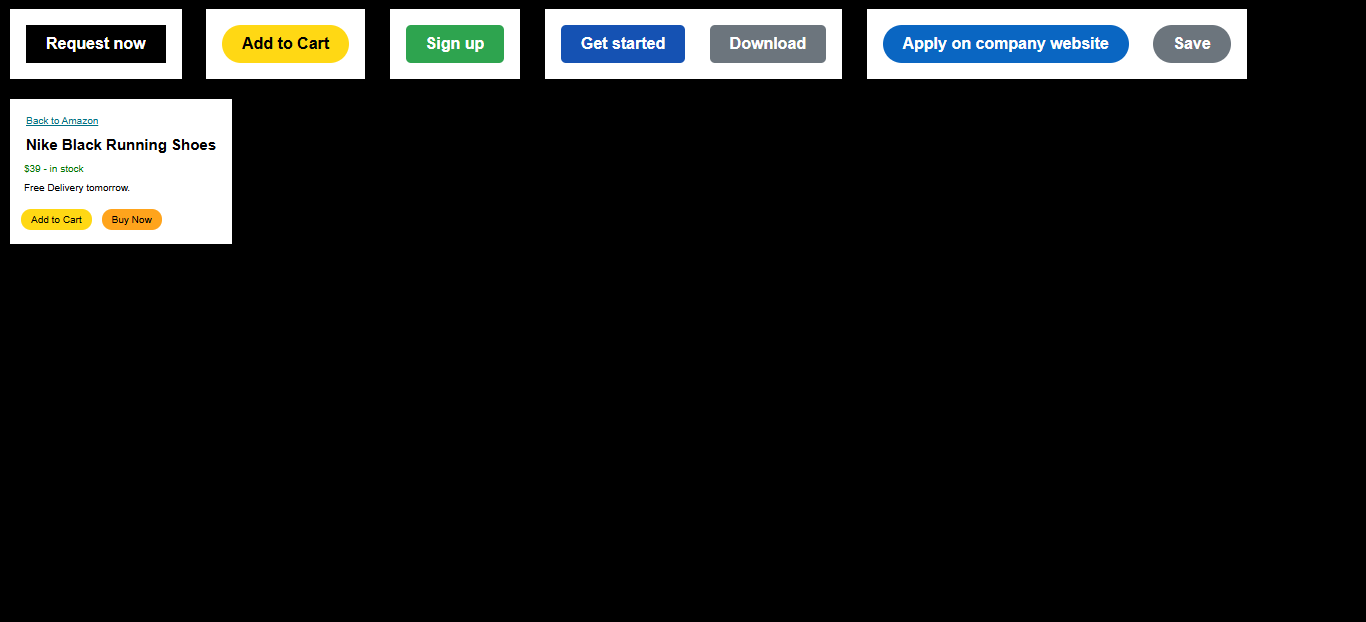 Request now
Add to Cart
Sign up
Get started
Download
Apply on company website
Save
Back to Amazon
Nike Black Running Shoes
$39 - in stock
Free Delivery tomorrow.
Add to Cart
Buy Now